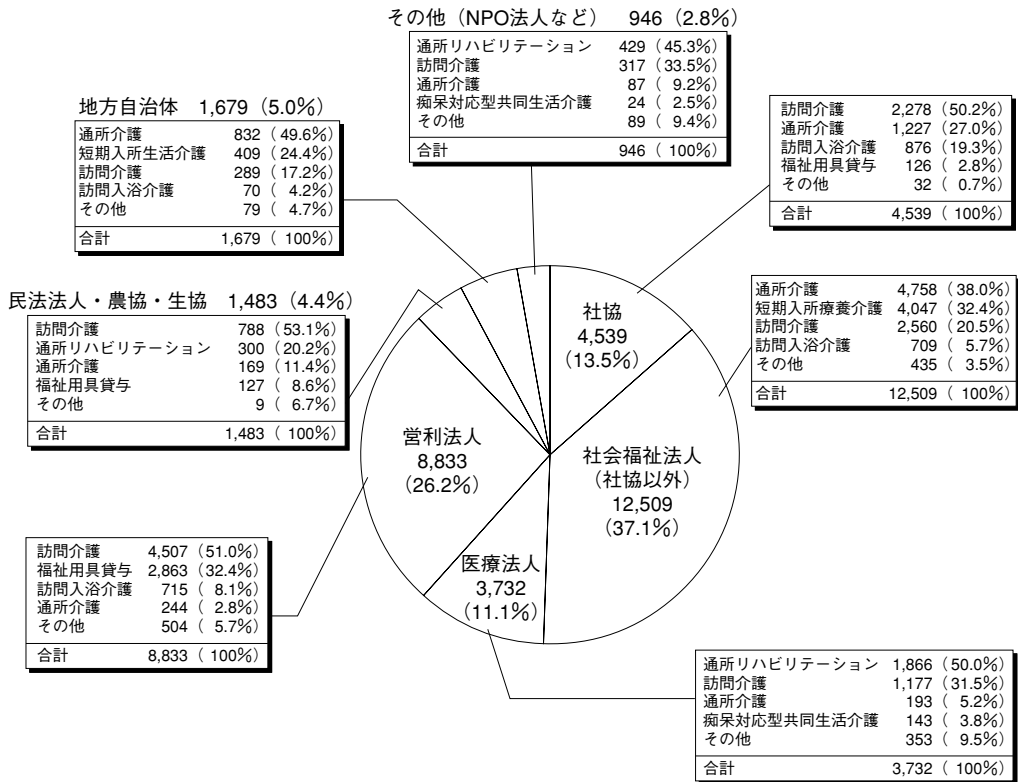 その他（NPO法人など） 946（2.8%）
通所リハビリテーション 429（45.3%）
訪問介護 317（33.5%）
通所介護 87（ 9.2%）
痴呆対応型共同生活介護 24（ 2.5%）
その他 89（ 9.4%）
合計 946（ 100%）
地方自治体 1,679（5.0%）
通所介護 832（49.6%）
短期入所生活介護 409（24.4%）
訪問介護 289（17.2%）
訪問入浴介護 70（ 4.2%）
その他 79（ 4.7%）
合計 1,679（ 100%）
訪問介護 2,278（50.2%）
通所介護 1,227（27.0%）
訪問入浴介護 876（19.3%）
福祉用具貸与 126（ 2.8%）
その他 32（ 0.7%）
合計 4,539（ 100%）
民法法人・農協・生協 1,483（4.4%）
訪問介護 788（53.1%）
通所リハビリテーション 300（20.2%）
通所介護 169（11.4%）
福祉用具貸与 127（ 8.6%）
その他 9（ 6.7%）
合計 1,483（ 100%）
通所介護 4,758（38.0%）
短期入所療養介護 4,047（32.4%）
訪問介護 2,560（20.5%）
訪問入浴介護 709（ 5.7%）
その他 435（ 3.5%）
合計 12,509（ 100%）
社協
4,539
（13.5%）
社会福祉法人
（社協以外）
12,509
（37.1%）
営利法人
8,833
（26.2%）
医療法人
3,732
（11.1%）
訪問介護 4,507（51.0%）
福祉用具貸与 2,863（32.4%）
訪問入浴介護 715（ 8.1%）
通所介護 244（ 2.8%）
その他 504（ 5.7%）
合計 8,833（ 100%）
通所リハビリテーション 1,866（50.0%）
訪問介護 1,177（31.5%）
通所介護 193（ 5.2%）
痴呆対応型共同生活介護 143（ 3.8%）
その他 353（ 9.5%）
合計 3,732（ 100%）